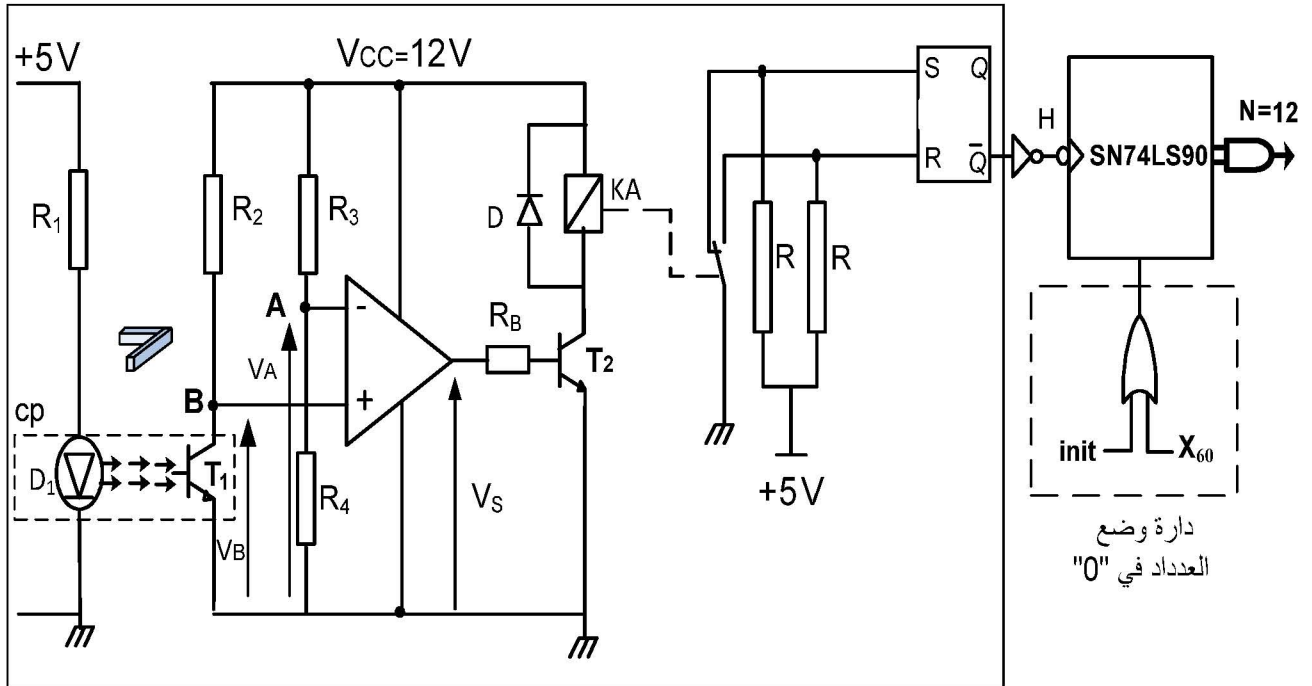 +5V
VCC=12V
R1
R2
R3
D
KA
A
B
VA
VB
cp
D1
T1
R4
RB
T2
VS
S Q
R Q̅
R
R
+5V
H
SN74LS90
N=12
init
X60
دارة وضع
العدداد في "0"